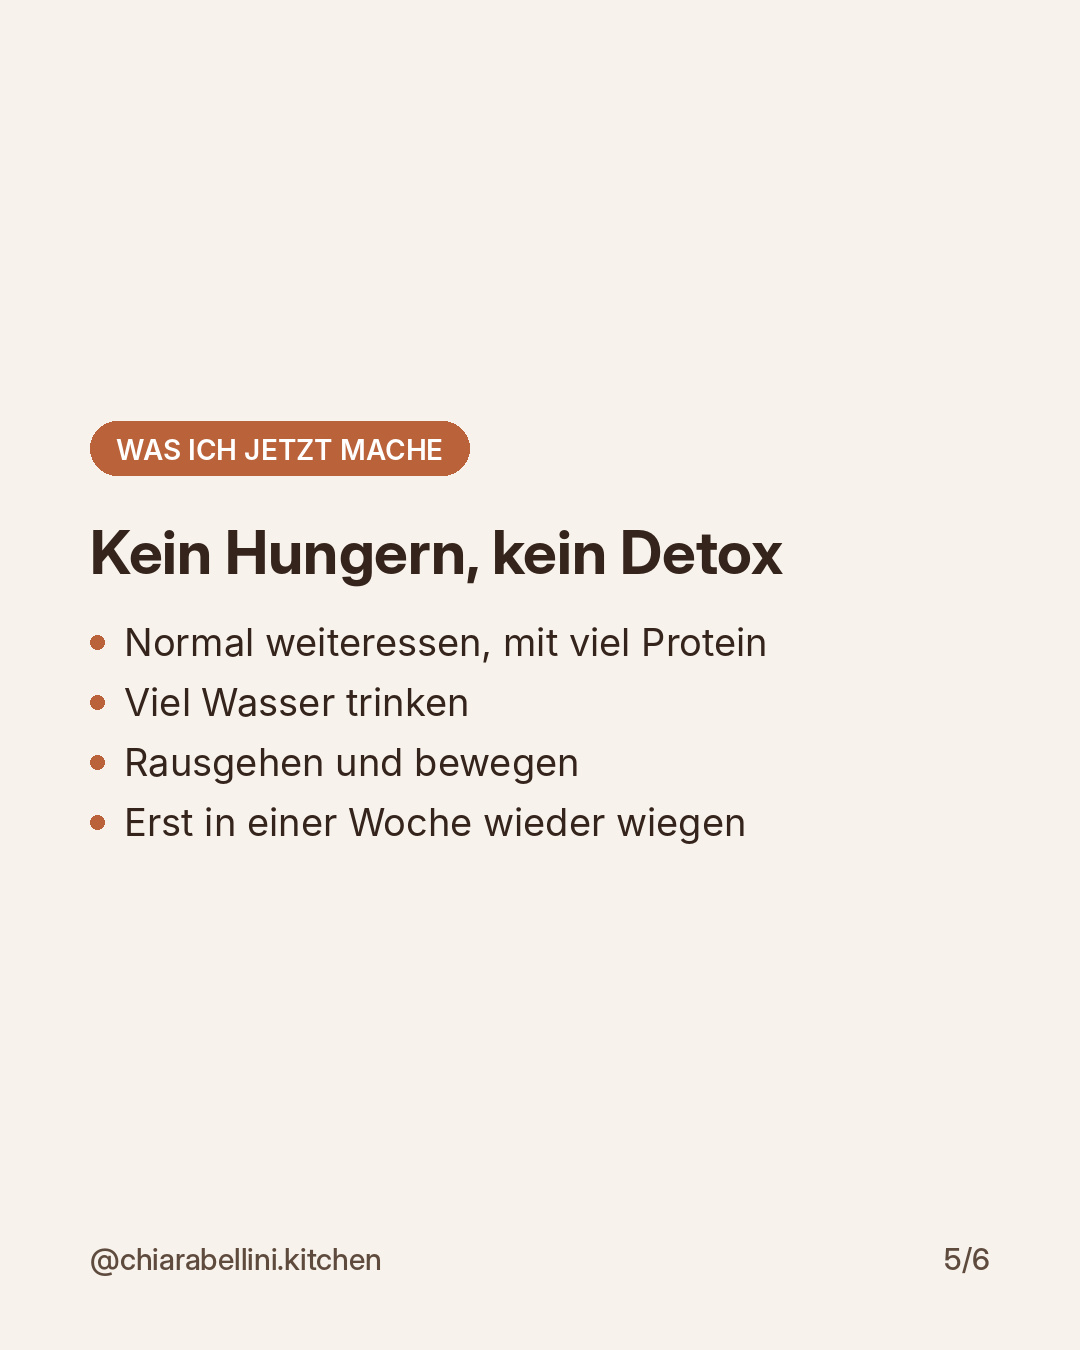 WAS ICH JETZT MACHE
Kein Hungern, kein Detox
Normal weiteressen, mit viel Protein
Viel Wasser trinken
Rausgehen und bewegen
Erst in einer Woche wieder wiegen
@chiarabellini.kitchen
5/6